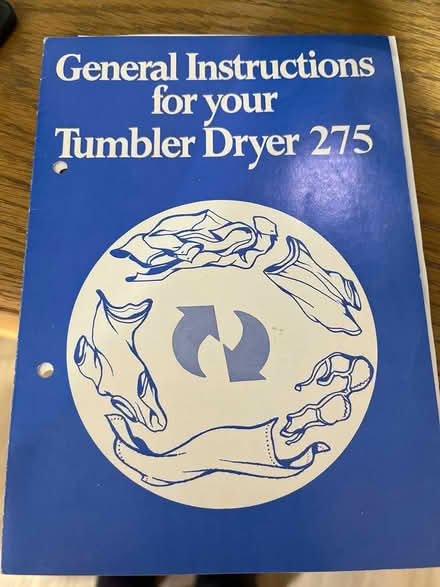 General Instructions
for your
Tumbler Dryer 275